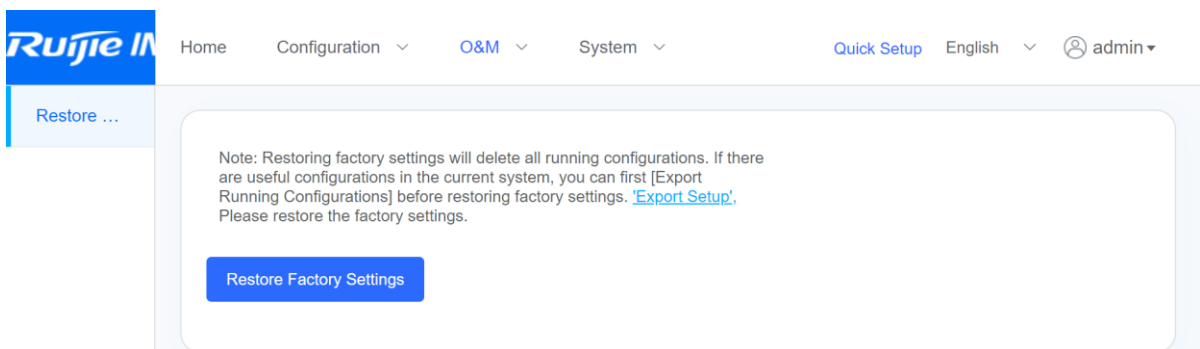 Ruijie IN
Home Configuration O&M System Quick Setup English admin
Restore ...
Note: Restoring factory settings will delete all running configurations. If there
are useful configurations in the current system, you can first [Export
Running Configurations] before restoring factory settings. 'Export Setup',
Please restore the factory settings.
Restore Factory Settings